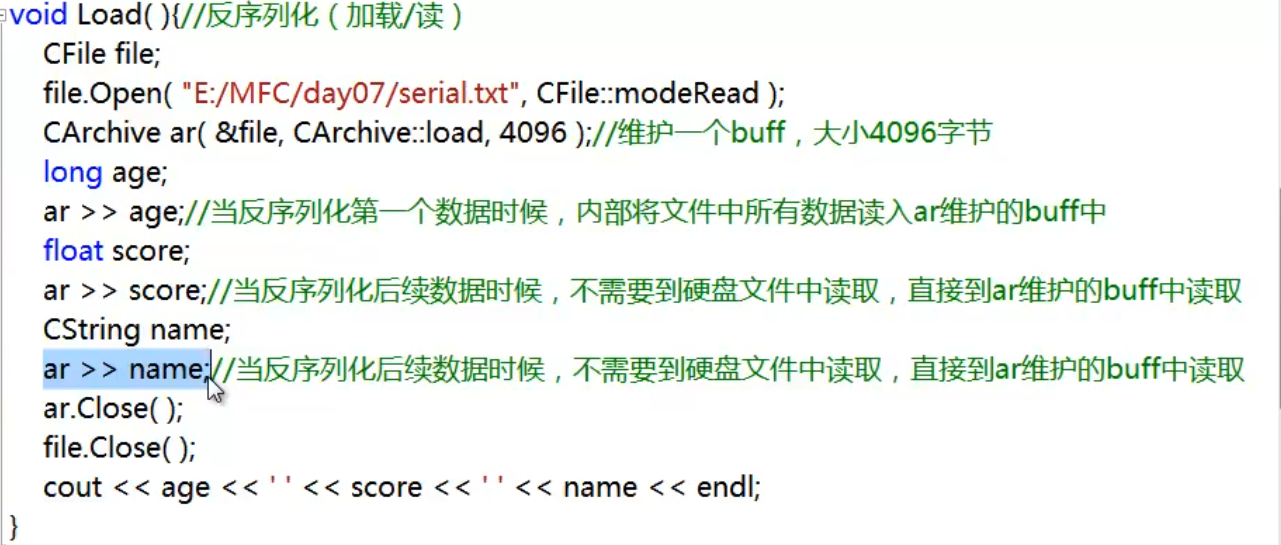 void Load( ){//反序列化（加载/读）
CFile file;
file.Open( "E:/MFC/day07/serial.txt", CFile::modeRead );
CArchive ar( &file, CArchive::load, 4096 );//维护一个buff，大小4096字节
long age;
ar >> age;//当反序列化第一个数据时候，内部将文件中所有数据读入ar维护的buff中
float score;
ar >> score;//当反序列化后续数据时候，不需要到硬盘文件中读取，直接到ar维护的buff中读取
CString name;
ar >> name;//当反序列化后续数据时候，不需要到硬盘文件中读取，直接到ar维护的buff中读取
ar.Close( );
file.Close( );
cout << age << ' ' << score << ' ' << name << endl;
}